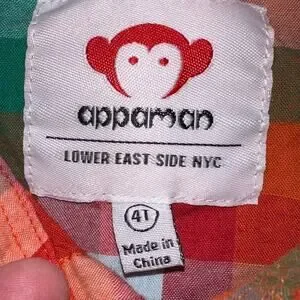 appaman
LOWER EAST SIDE NYC
4T
Made in
China